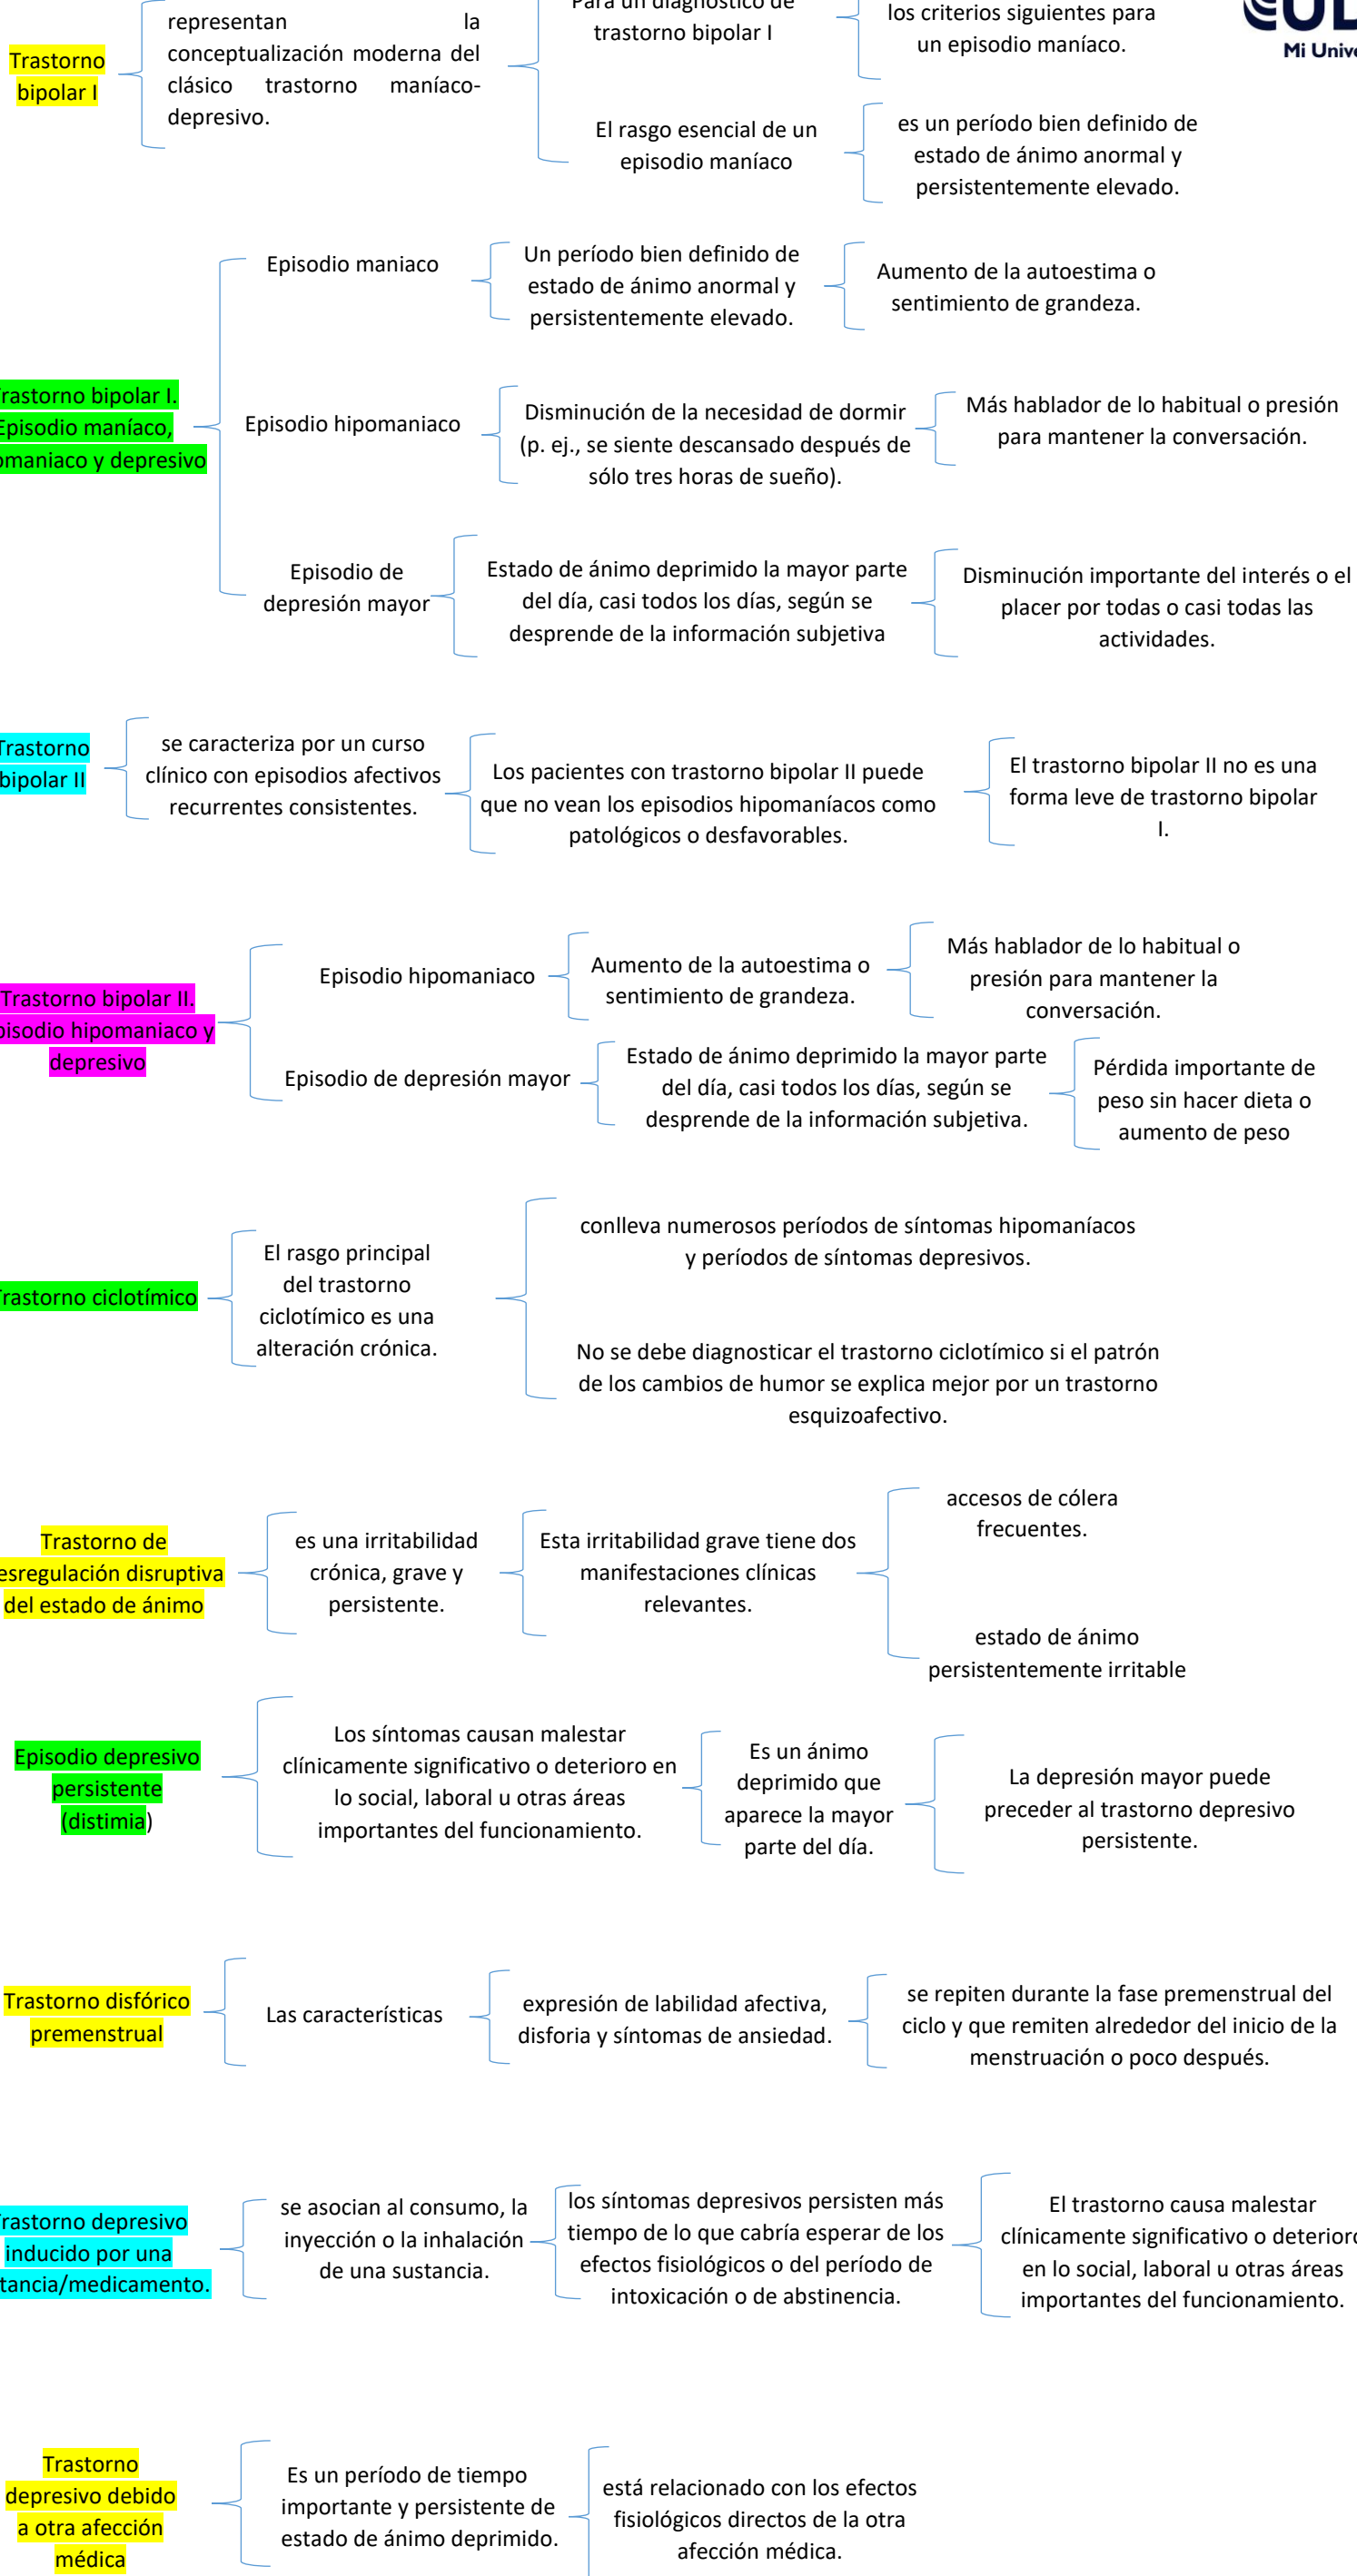 representan la
conceptualización moderna del
clásico trastorno maníaco-
depresivo.
Trastorno
bipolar I
Para un diagnóstico de
trastorno bipolar I
los criterios siguientes para
un episodio maníaco.
Mi Unive
El rasgo esencial de un
episodio maníaco
es un período bien definido de
estado de ánimo anormal y
persistentemente elevado.
Trastorno bipolar I.
Episodio maníaco,
omaniaco y depresivo
Episodio maniaco
Un período bien definido de
estado de ánimo anormal y
persistentemente elevado.
Aumento de la autoestima o
sentimiento de grandeza.
Episodio hipomaniaco
Disminución de la necesidad de dormir
(p. ej., se siente descansado después de
sólo tres horas de sueño).
Más hablador de lo habitual o presión
para mantener la conversación.
Episodio de
depresión mayor
Estado de ánimo deprimido la mayor parte
del día, casi todos los días, según se
desprende de la información subjetiva
Disminución importante del interés o el
placer por todas o casi todas las
actividades.
Trastorno
bipolar II
se caracteriza por un curso
clínico con episodios afectivos
recurrentes consistentes.
Los pacientes con trastorno bipolar II puede
que no vean los episodios hipomaníacos como
patológicos o desfavorables.
El trastorno bipolar II no es una
forma leve de trastorno bipolar
I.
Trastorno bipolar II.
pisodio hipomaniaco y
depresivo
Episodio hipomaniaco
Aumento de la autoestima o
sentimiento de grandeza.
Más hablador de lo habitual o
presión para mantener la
conversación.
Episodio de depresión mayor
Estado de ánimo deprimido la mayor parte
del día, casi todos los días, según se
desprende de la información subjetiva.
Pérdida importante de
peso sin hacer dieta o
aumento de peso
Trastorno ciclotímico
El rasgo principal
del trastorno
ciclotímico es una
alteración crónica.
conlleva numerosos períodos de síntomas hipomaníacos
y períodos de síntomas depresivos.
No se debe diagnosticar el trastorno ciclotímico si el patrón
de los cambios de humor se explica mejor por un trastorno
esquizoafectivo.
Trastorno de
esregulación disruptiva
del estado de ánimo
es una irritabilidad
crónica, grave y
persistente.
Esta irritabilidad grave tiene dos
manifestaciones clínicas
relevantes.
accesos de cólera
frecuentes.
estado de ánimo
persistentemente irritable
Episodio depresivo
persistente
(distimia)
Los síntomas causan malestar
clínicamente significativo o deterioro en
lo social, laboral u otras áreas
importantes del funcionamiento.
Es un ánimo
deprimido que
aparece la mayor
parte del día.
La depresión mayor puede
preceder al trastorno depresivo
persistente.
Trastorno disfórico
premenstrual
Las características
expresión de labilidad afectiva,
disforia y síntomas de ansiedad.
se repiten durante la fase premenstrual del
ciclo y que remiten alrededor del inicio de la
menstruación o poco después.
Trastorno depresivo
inducido por una
tancia/medicamento.
se asocian al consumo, la
inyección o la inhalación
de una sustancia.
los síntomas depresivos persisten más
tiempo de lo que cabría esperar de los
efectos fisiológicos o del período de
intoxicación o de abstinencia.
El trastorno causa malestar
clínicamente significativo o deterioro
en lo social, laboral u otras áreas
importantes del funcionamiento.
Trastorno
depresivo debido
a otra afección
médica
Es un período de tiempo
importante y persistente de
estado de ánimo deprimido.
está relacionado con los efectos
fisiológicos directos de la otra
afección médica.